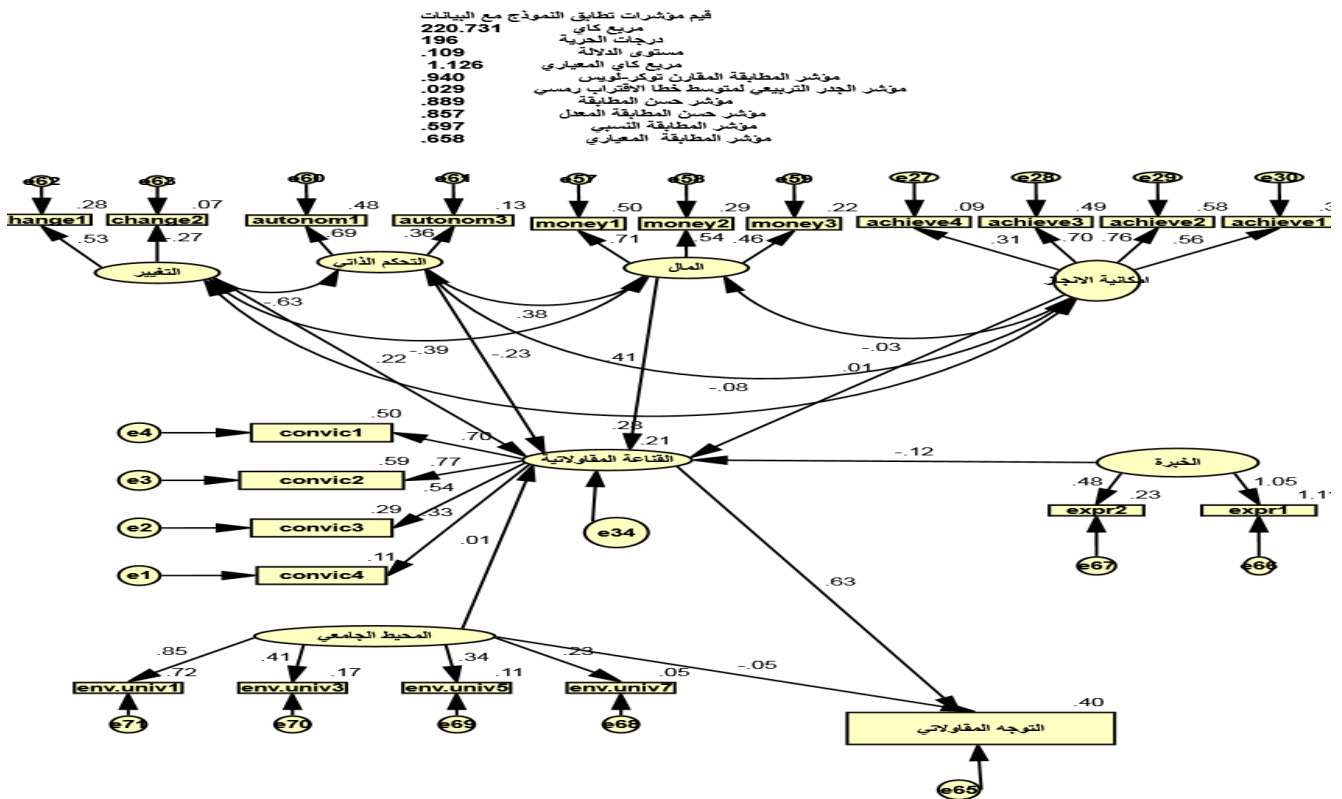 قيم مؤشرات تطابق النموذج مع البيانات
مربع كاي 220.731
درجات الحرية 196
مستوى الدلالة .109
مربع كاي المعياري 1.126
مؤشر المطابقة المقارن توكر-لويس .940
مؤشر الجدر التربيعي لمتوسط خطا الاقتراب رمسي .029
مؤشر حسن المطابقة .889
مؤشر حسن المطابقة المعدل .857
مؤشر المطابقة النسبي .597
مؤشر المطابقة المعياري .658
e62 e63 e60 e61 e57 e58 e59 e27 e28 e29 e30
.28 .07 .48 .13 .50 .29 .22 .09 .49 .58 .3
hange1 change2 autonom1 autonom3 money1 money2 money3 achieve4 achieve3 achieve2 achieve1
.53 -.27 .69 .36 .71 .54 .46 .31 .70 .76 .56
التغيير التحكم الذاتي المال امكانية الانجاز
-.63 .38
.22 -.39 -.23 .41 -.03 .01
-.08
.28
.50 .21
e4 convic1 .70 القناعة المقاولاتية -.12 الخبرة
.59 .77
e3 convic2 .54 .48 1.05
.29 .33 .23 1.11
e2 convic3 e34 expr2 expr1
.11 .01
e1 convic4 e67 e66
.63
المحيط الجامعي
.85 .41 .34 .23 -.05
.72 .17 .11 .05
env.univ1 env.univ3 env.univ5 env.univ7
.40
e71 e70 e69 e68 التوجه المقاولاتي
e65